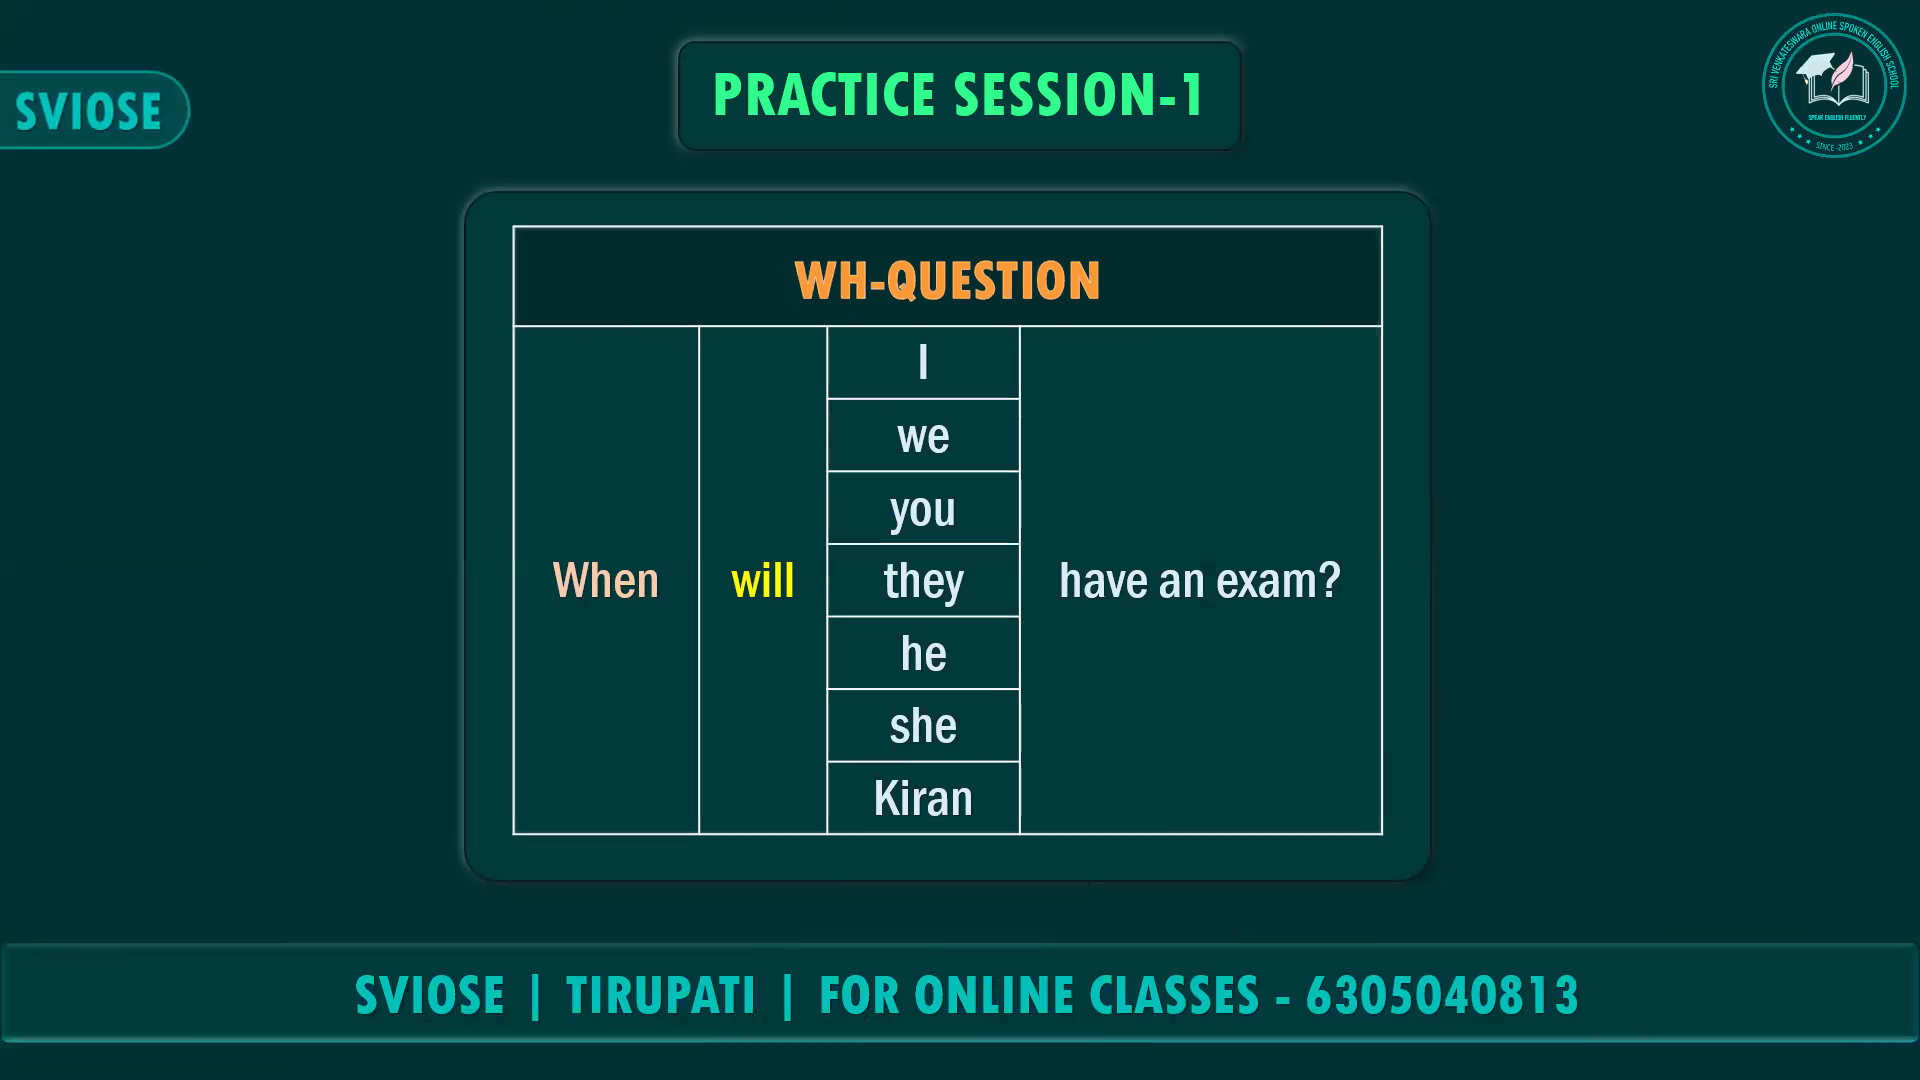 PRACTICE SESSION-1
SVIOSE
SRI VENKATESWARA ONLINE SPOKEN ENGLISH SCHOOL
SPEAK ENGLISH FLUENTLY
SINCE -2023
WH-QUESTION
I
we
you
When will they have an exam?
he
she
Kiran
SVIOSE | TIRUPATI | FOR ONLINE CLASSES - 6305040813